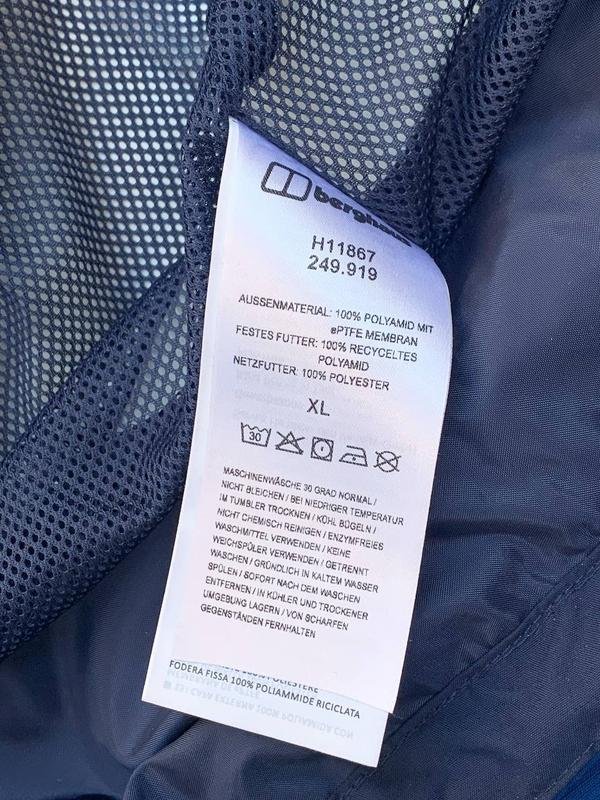 berghaus
H11867
249.919
AUSSENMATERIAL: 100% POLYAMID MIT
ePTFE MEMBRAN
FESTES FUTTER: 100% RECYCELTES
POLYAMID
NETZFUTTER: 100% POLYESTER
XL
30
MASCHINENWÄSCHE 30 GRAD NORMAL /
NICHT BLEICHEN / BEI NIEDRIGER TEMPERATUR
IM TUMBLER TROCKNEN / KÜHL BÜGELN /
NICHT CHEMISCH REINIGEN / ENZYMFREIES
WASCHMITTEL VERWENDEN / KEINE
WEICHSPÜLER VERWENDEN / GETRENNT
WASCHEN / GRÜNDLICH IN KALTEM WASSER
SPÜLEN / SOFORT NACH DEM WASCHEN
ENTFERNEN / IN KÜHLER UND TROCKENER
UMGEBUNG LAGERN / VON SCHARFEN
GEGENSTÄNDEN FERNHALTEN
FODERA FISSA 100% POLIAMMIDE RICICLATA